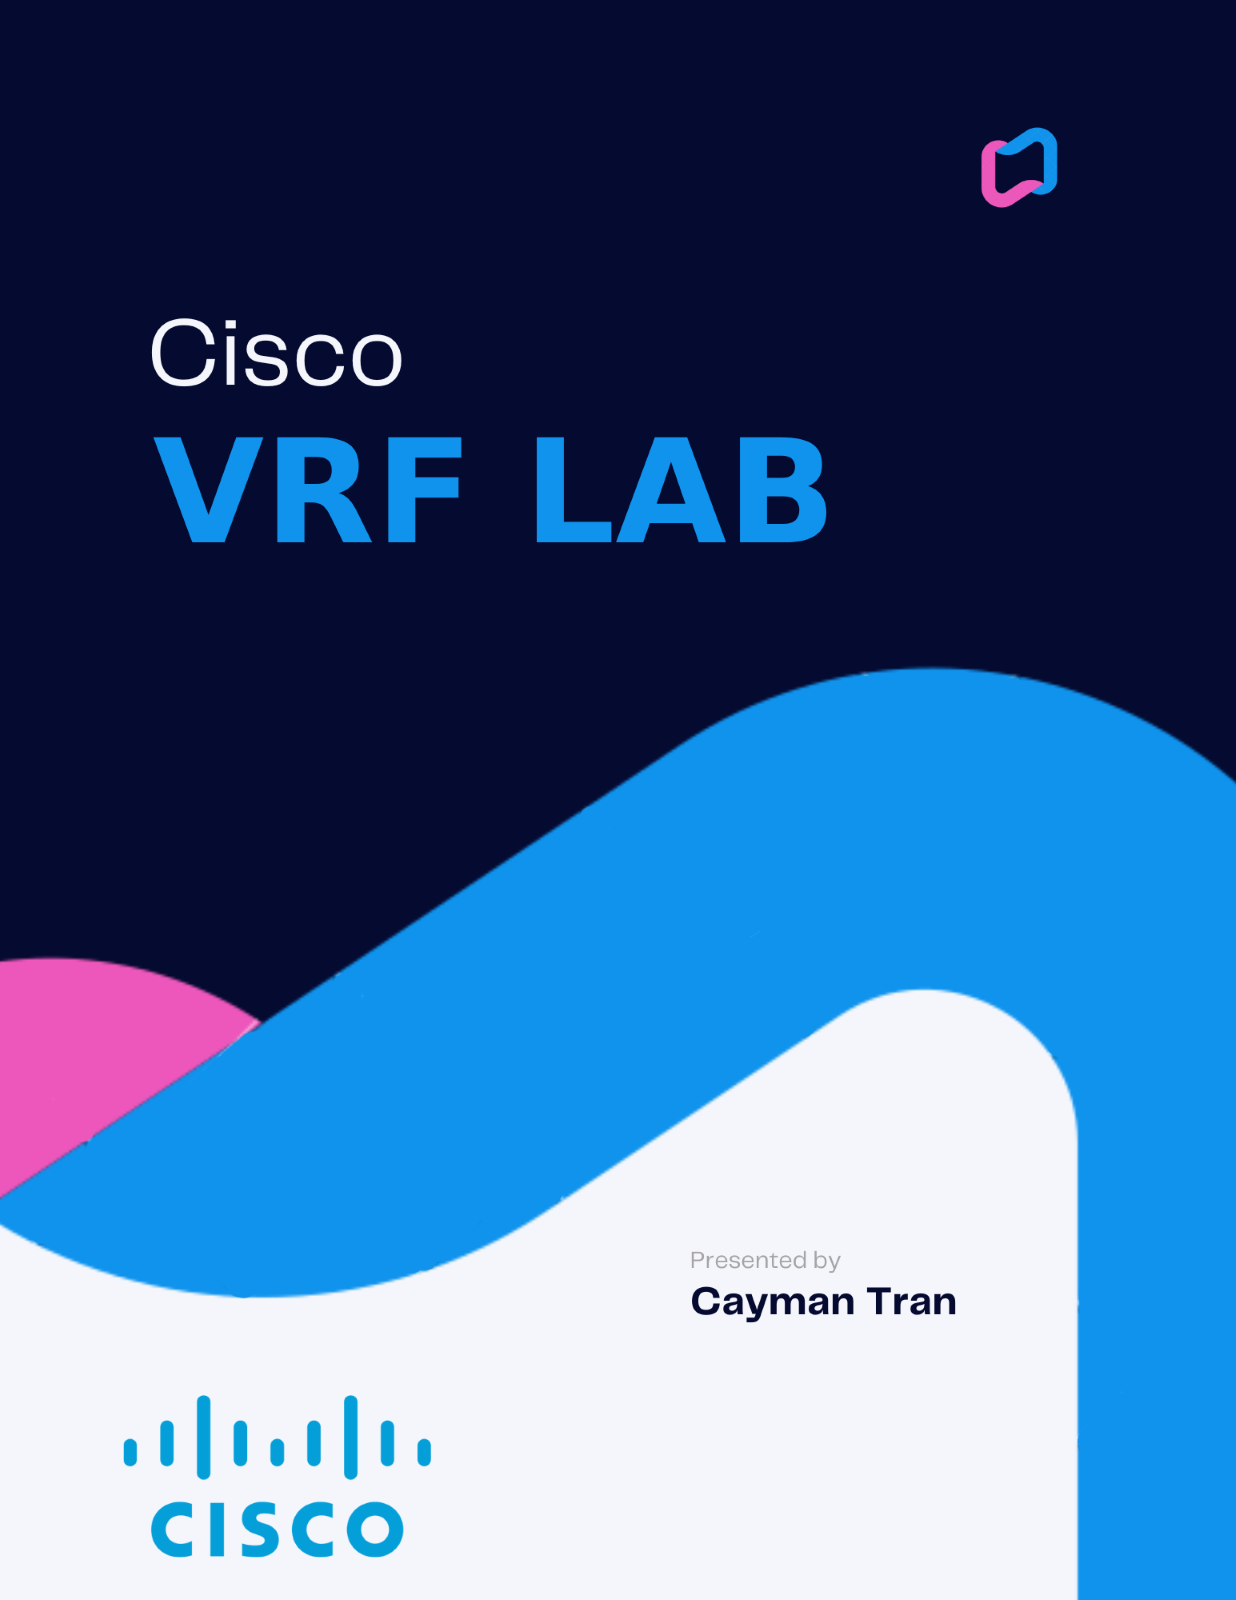 Cisco
VRF LAB
Presented by
Cayman Tran
CISCO